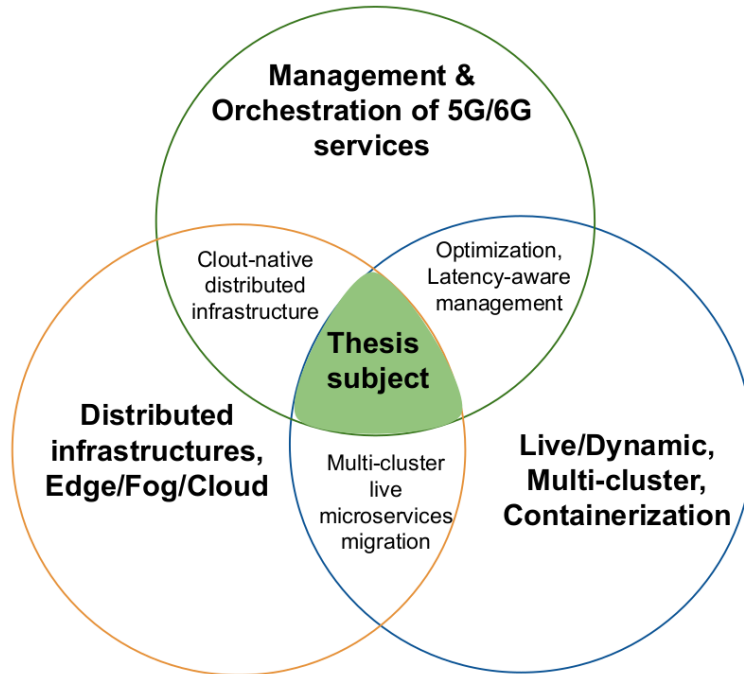 Management &
Orchestration of 5G/6G
services
Clout-native
distributed
infrastructure
Optimization,
Latency-aware
management
Thesis
subject
Distributed
infrastructures,
Edge/Fog/Cloud
Multi-cluster
live
microservices
migration
Live/Dynamic,
Multi-cluster,
Containerization